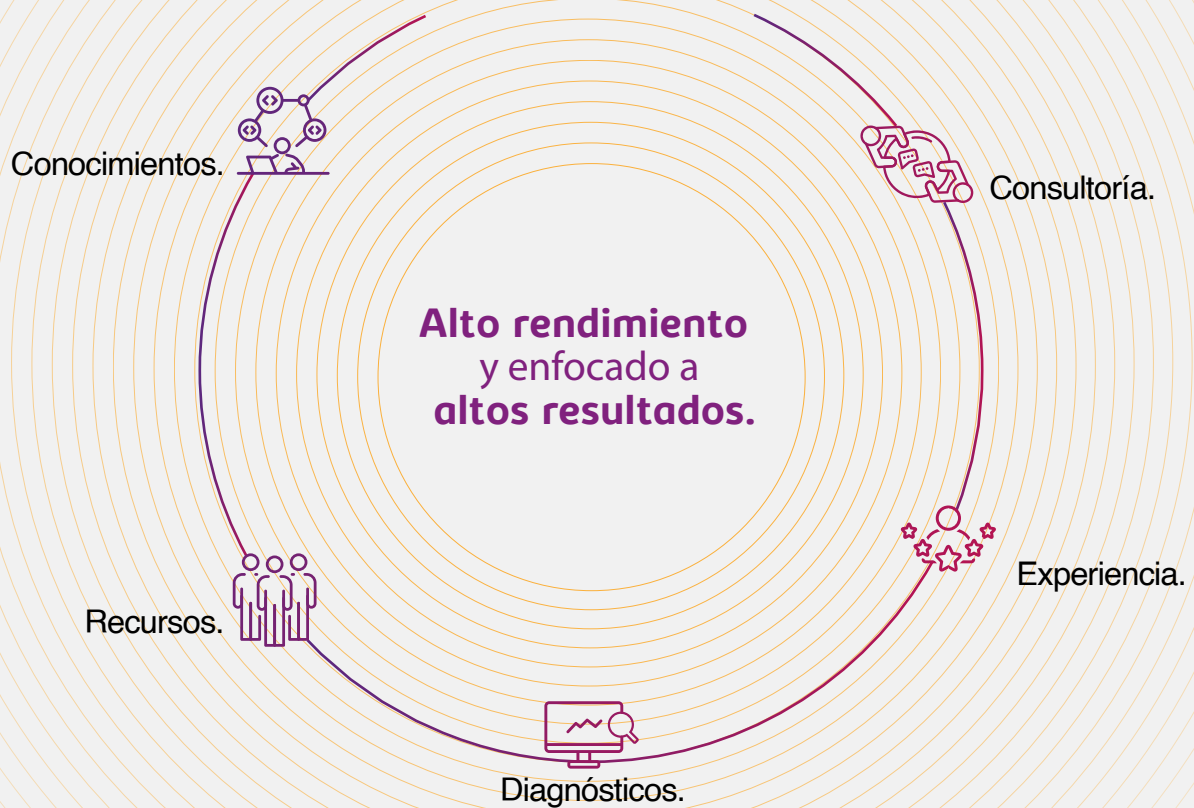 Conocimientos.
Consultoría.
Alto rendimiento
y enfocado a
altos resultados.
Experiencia.
Recursos.
Diagnósticos.